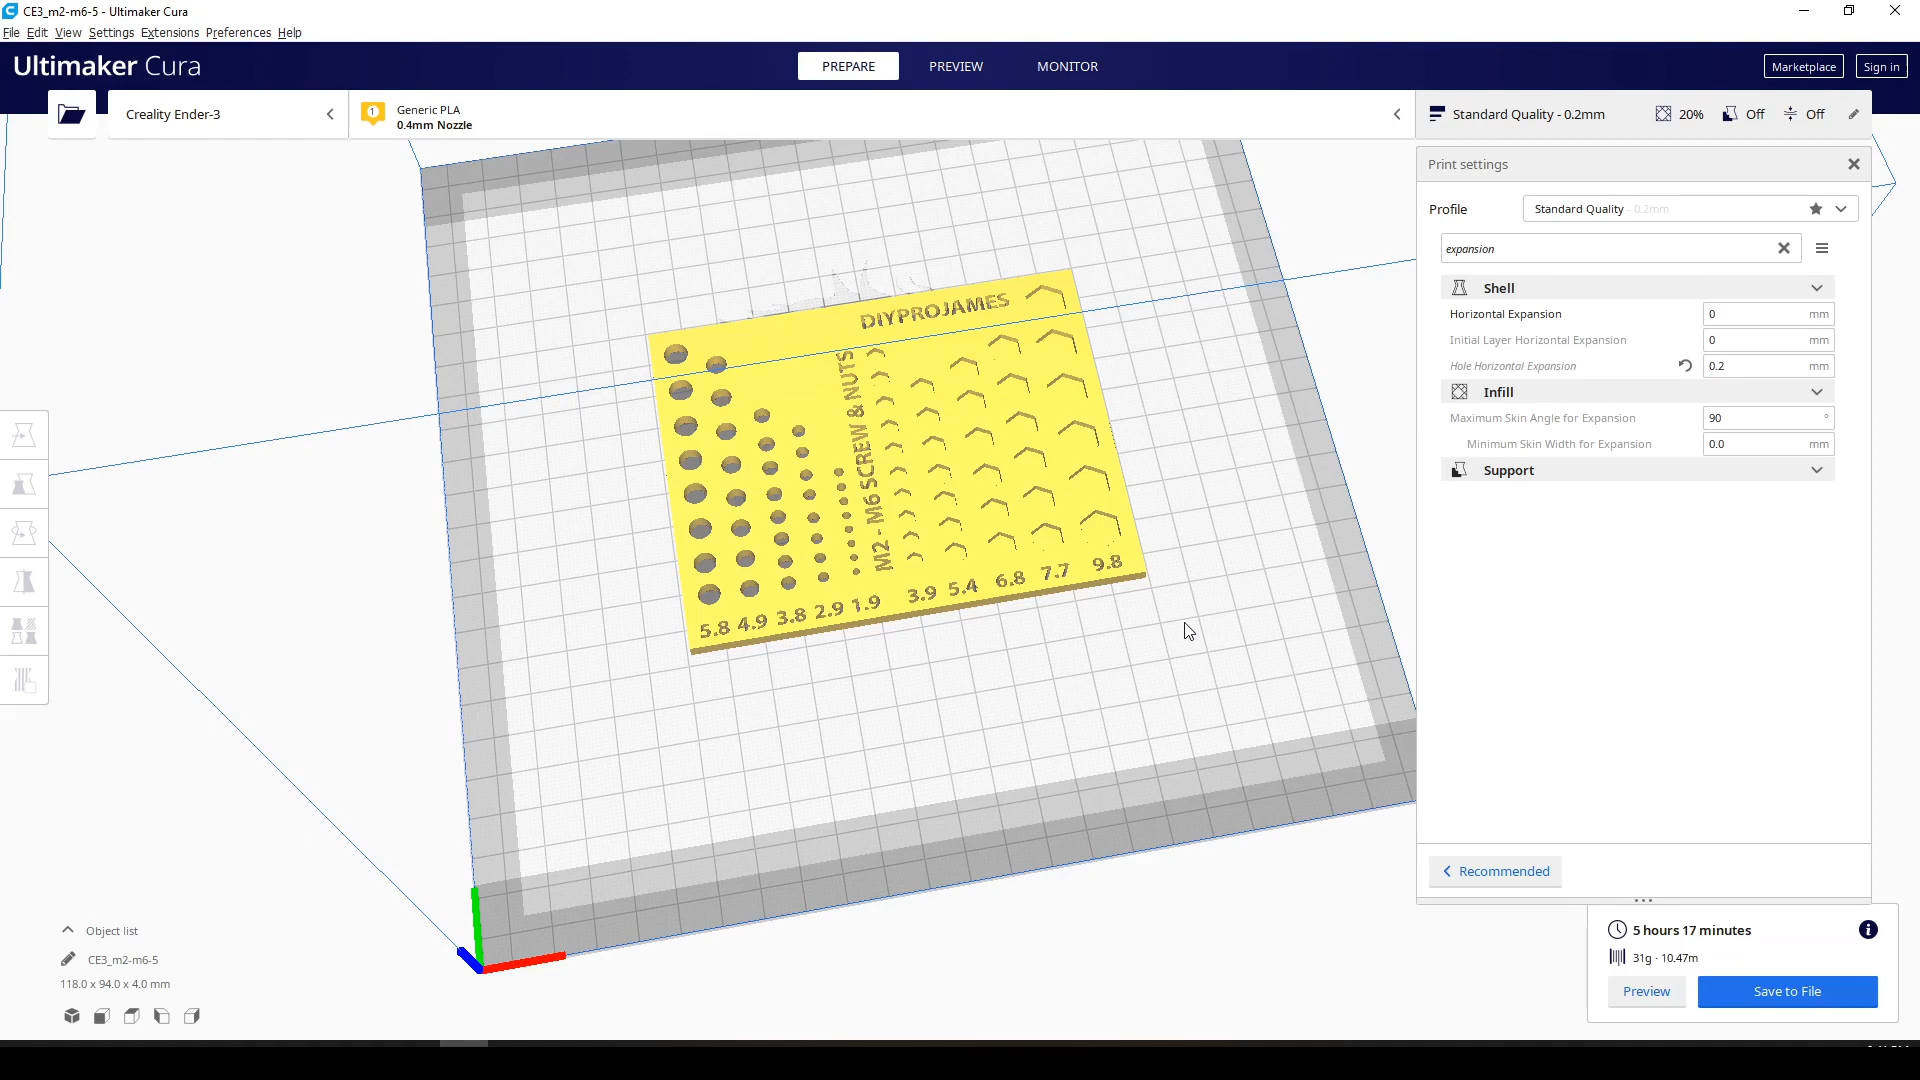 CE3_m2-m6-5 - Ultimaker Cura
File Edit View Settings Extensions Preferences Help
Ultimaker Cura
PREPARE
PREVIEW
MONITOR
Marketplace
Sign in
Creality Ender-3
1
Generic PLA
0.4mm Nozzle
Standard Quality - 0.2mm
20%
Off
Off
Print settings
Profile
Standard Quality - 0.2mm
expansion
Shell
Horizontal Expansion 0 mm
Initial Layer Horizontal Expansion 0 mm
Hole Horizontal Expansion 0.2 mm
Infill
Maximum Skin Angle for Expansion 90 °
Minimum Skin Width for Expansion 0.0 mm
Support
DIYPROJAMES
M2 - M6 SCREW & NUTS
5.8 4.9 3.8 2.9 1.9 3.9 5.4 6.8 7.7 9.8
Recommended
Object list
CE3_m2-m6-5
118.0 x 94.0 x 4.0 mm
5 hours 17 minutes
31g · 10.47m
Preview
Save to File